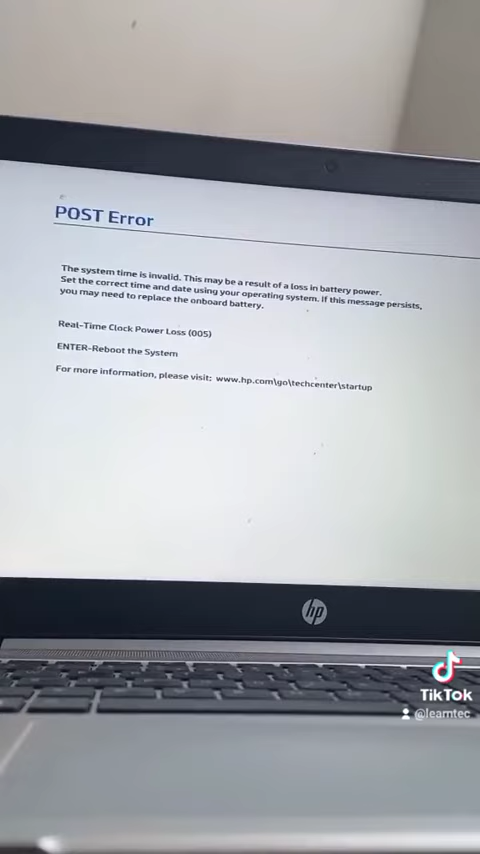 POST Error
The system time is invalid. This may be a result of a loss in battery power.
Set the correct time and date using your operating system. If this message persists,
you may need to replace the onboard battery.
Real-Time Clock Power Loss (005)
ENTER-Reboot the System
For more information, please visit: www.hp.com\go\techcenter\startup
hp
TikTok
@learntec